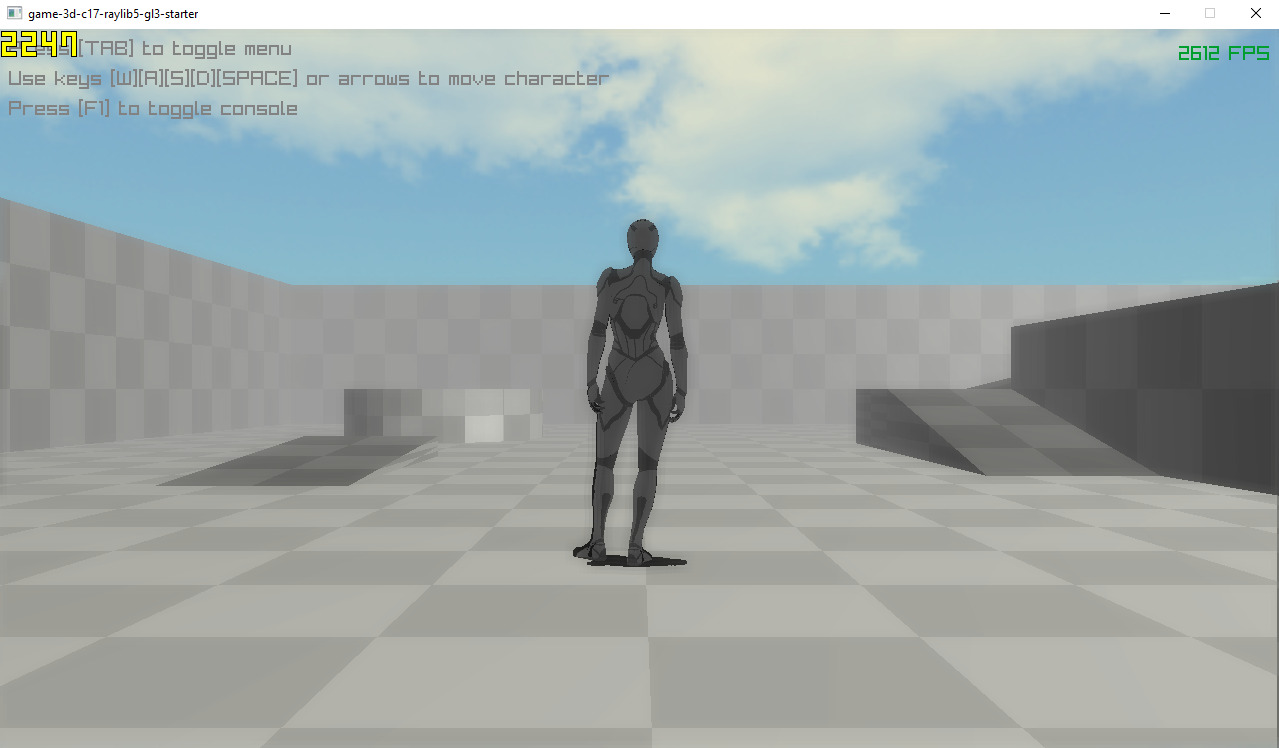 game-3d-c17-raylib5-gl3-starter
2247
[TAB] to toggle menu
2612 FPS
Use keys [W][A][S][D][SPACE] or arrows to move character
Press [F1] to toggle console